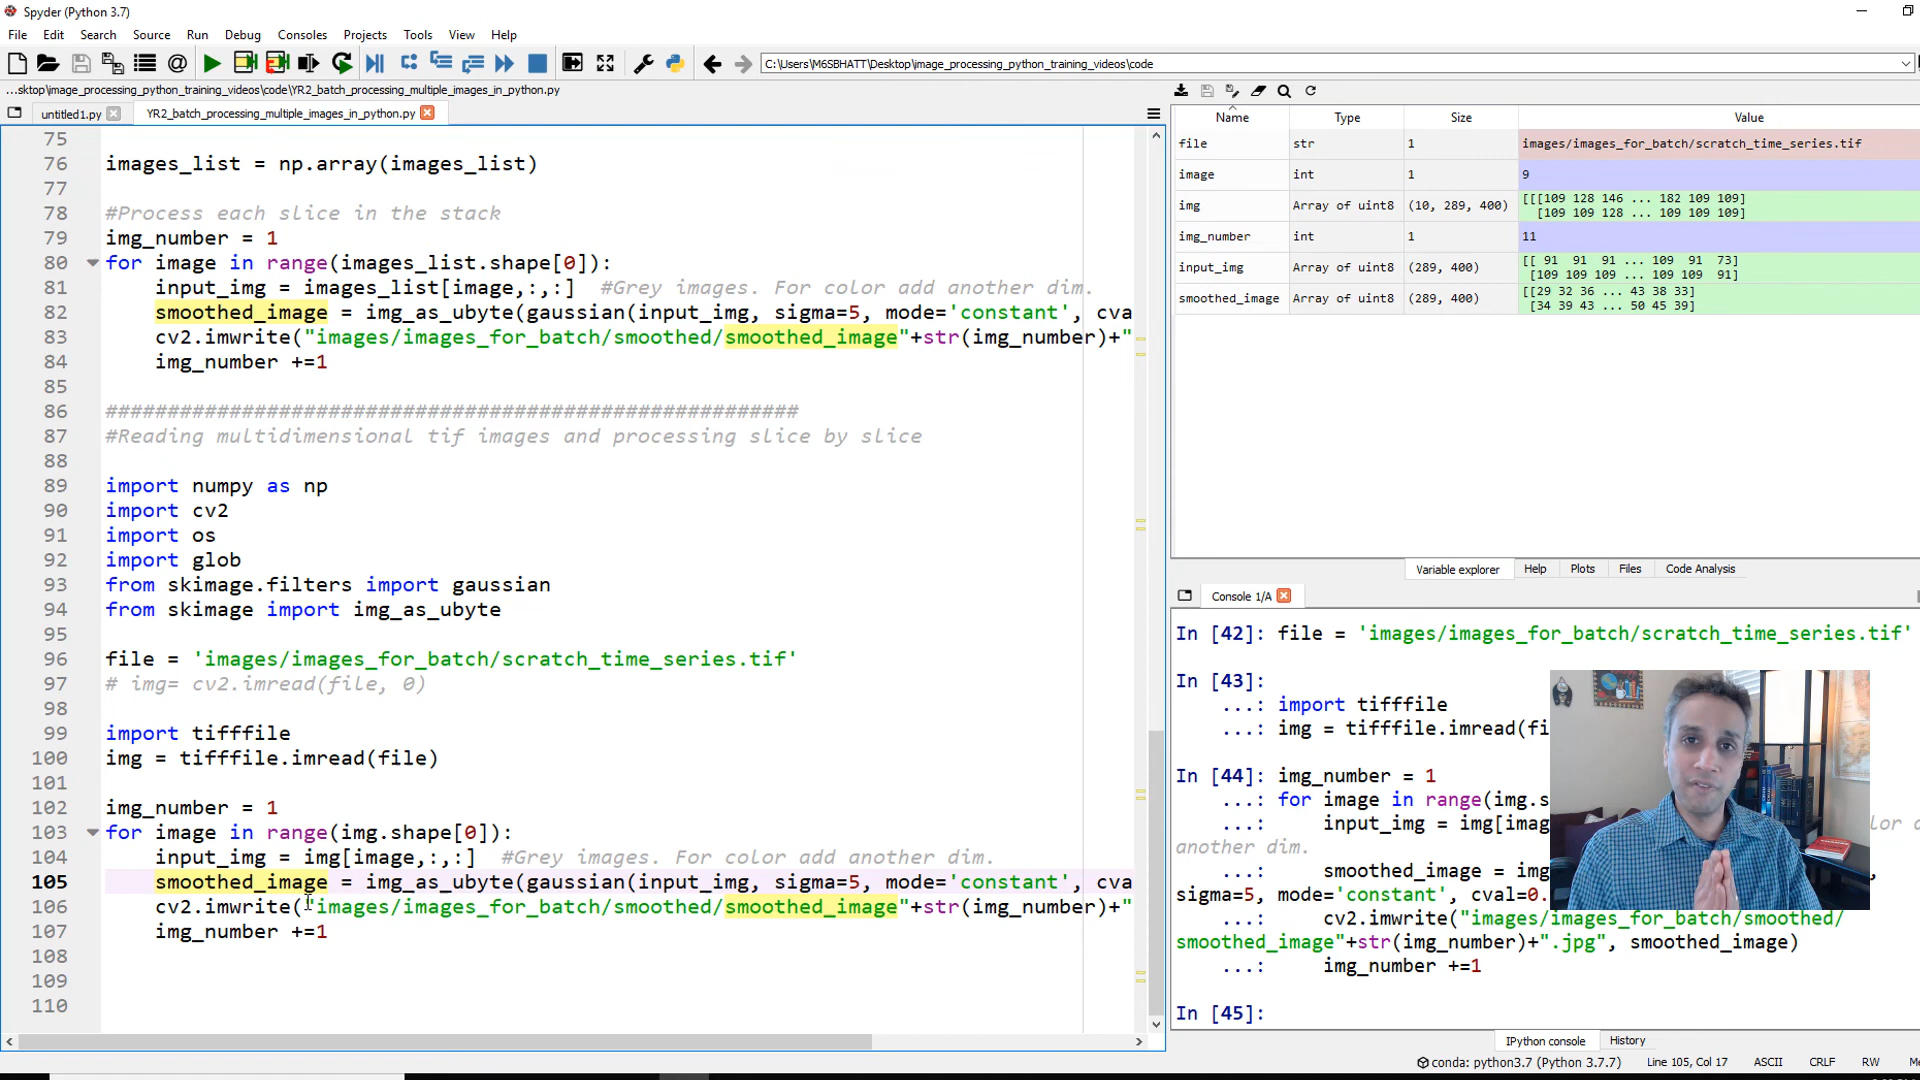 Spyder (Python 3.7)
File Edit Search Source Run Debug Consoles Projects Tools View Help
C:\Users\M6SBHATT\Desktop\image_processing_python_training_videos\code
...sktop\image_processing_python_training_videos\code\YR2_batch_processing_multiple_images_in_python.py
untitled1.py YR2_batch_processing_multiple_images_in_python.py
75
76 images_list = np.array(images_list)
77
78 #Process each slice in the stack
79 img_number = 1
80 for image in range(images_list.shape[0]):
81 input_img = images_list[image,:,:] #Grey images. For color add another dim.
82 smoothed_image = img_as_ubyte(gaussian(input_img, sigma=5, mode='constant', cva
83 cv2.imwrite("images/images_for_batch/smoothed/smoothed_image"+str(img_number)+"
84 img_number +=1
85
86 ########################################################
87 #Reading multidimensional tif images and processing slice by slice
88
89 import numpy as np
90 import cv2
91 import os
92 import glob
93 from skimage.filters import gaussian
94 from skimage import img_as_ubyte
95
96 file = 'images/images_for_batch/scratch_time_series.tif'
97 # img= cv2.imread(file, 0)
98
99 import tifffile
100 img = tifffile.imread(file)
101
102 img_number = 1
103 for image in range(img.shape[0]):
104 input_img = img[image,:,:] #Grey images. For color add another dim.
105 smoothed_image = img_as_ubyte(gaussian(input_img, sigma=5, mode='constant', cva
106 cv2.imwrite("images/images_for_batch/smoothed/smoothed_image"+str(img_number)+"
107 img_number +=1
108
109
110
Name Type Size Value
file str 1 images/images_for_batch/scratch_time_series.tif
image int 1 9
img Array of uint8 (10, 289, 400) [[[109 128 146 ... 182 109 109]
[109 109 128 ... 109 109 109]
img_number int 1 11
input_img Array of uint8 (289, 400) [[ 91 91 91 ... 109 91 73]
[109 109 109 ... 109 109 91]
smoothed_image Array of uint8 (289, 400) [[29 32 36 ... 43 38 33]
[34 39 43 ... 50 45 39]
Variable explorer Help Plots Files Code Analysis
Console 1/A
In [42]: file = 'images/images_for_batch/scratch_time_series.tif'
In [43]:
...: import tifffile
...: img = tifffile.imread(fi
In [44]: img_number = 1
...: for image in range(img.s
...: input_img = img[imag
another dim.
...: smoothed_image = img
sigma=5, mode='constant', cval=0.
...: cv2.imwrite("images/images_for_batch/smoothed/
smoothed_image"+str(img_number)+".jpg", smoothed_image)
...: img_number +=1
In [45]:
IPython console History
conda: python3.7 (Python 3.7.7) Line 105, Col 17 ASCII CRLF RW